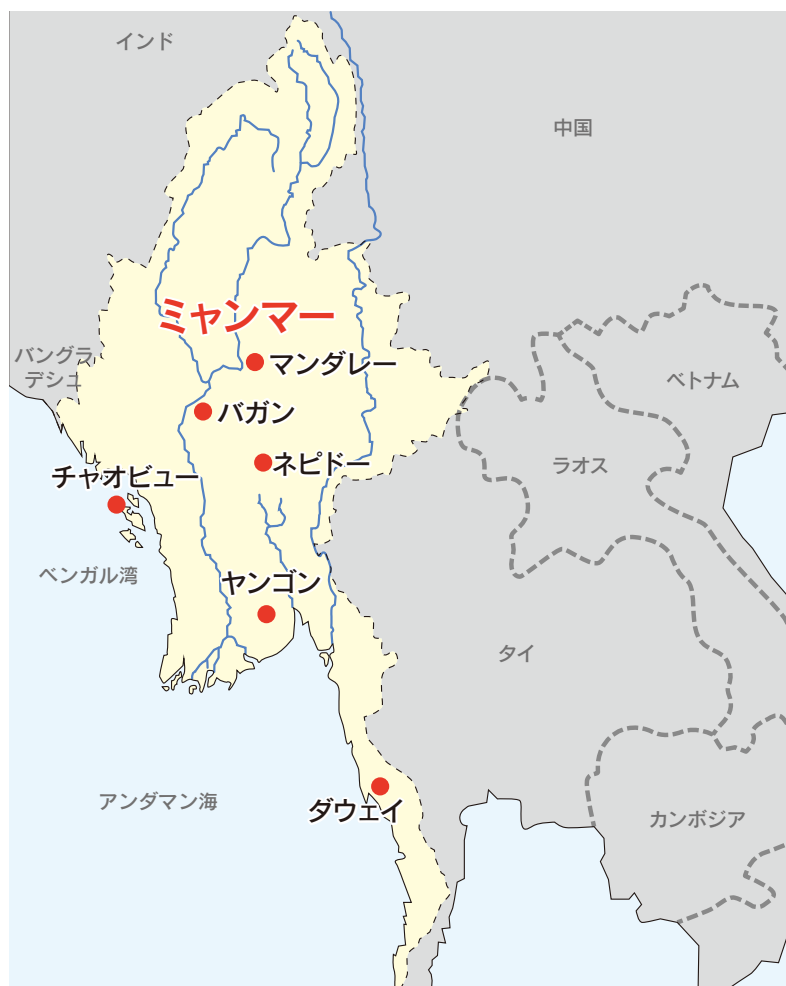 インド
中国
ミャンマー
バングラ
デシュ
マンダレー
ベトナム
バガン
ラオス
ネピドー
チャオピュー
ベンガル湾
ヤンゴン
タイ
アンダマン海
ダウェイ
カンボジア